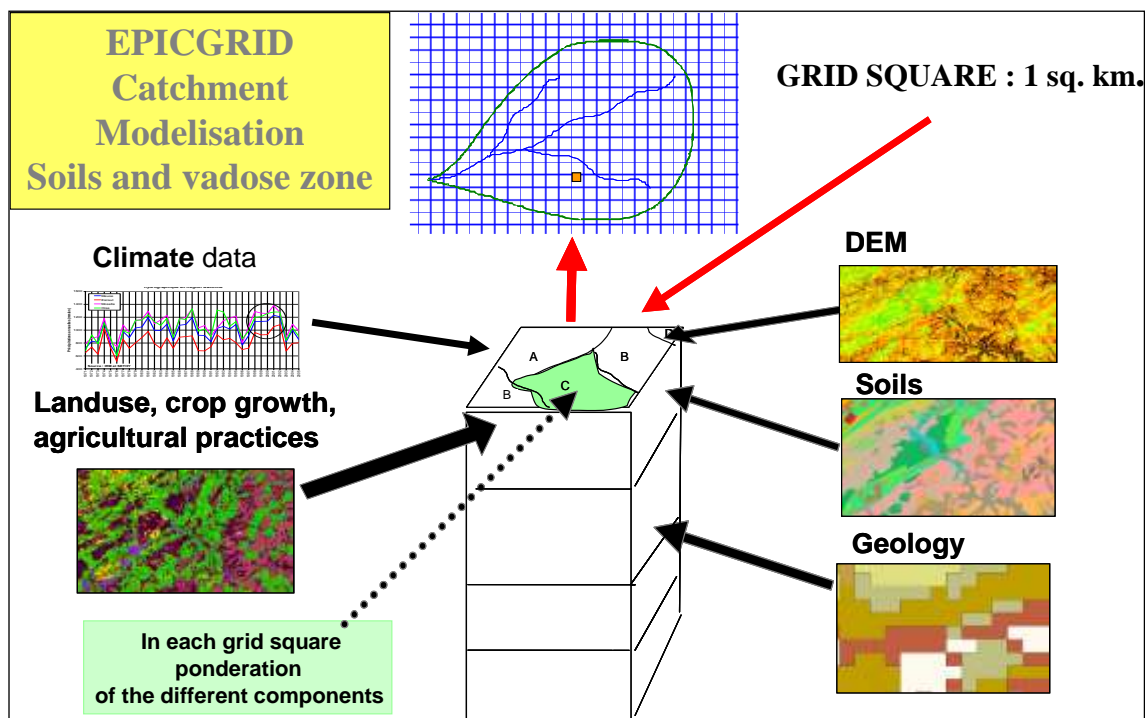 EPICGRID
Catchment
Modelisation
Soils and vadose zone
GRID SQUARE : 1 sq. km.
Climate data
DEM
A
B
B
C
D
Landuse, crop growth,
agricultural practices
Soils
Geology
In each grid square
ponderation
of the different components